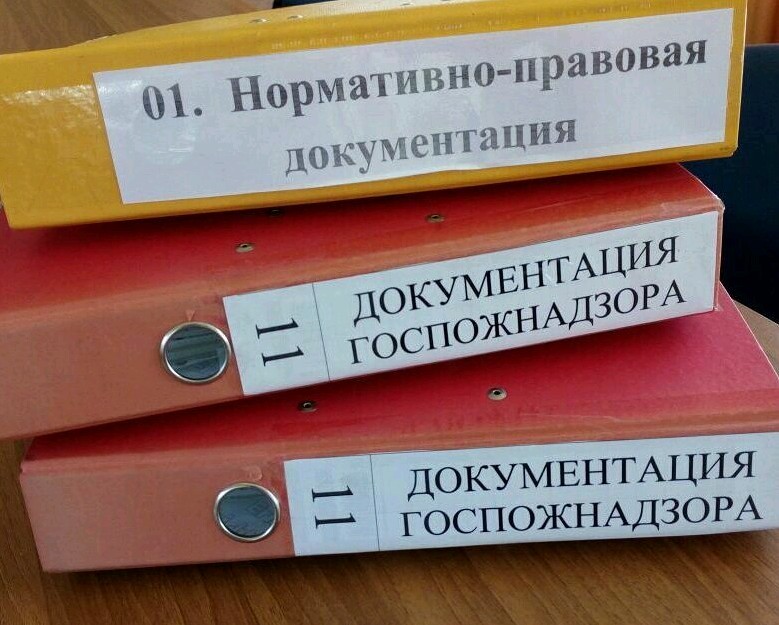 01. Нормативно-правовая
документация
11
ДОКУМЕНТАЦИЯ
ГОСПОЖНАДЗОРА
11
ДОКУМЕНТАЦИЯ
ГОСПОЖНАДЗОРА